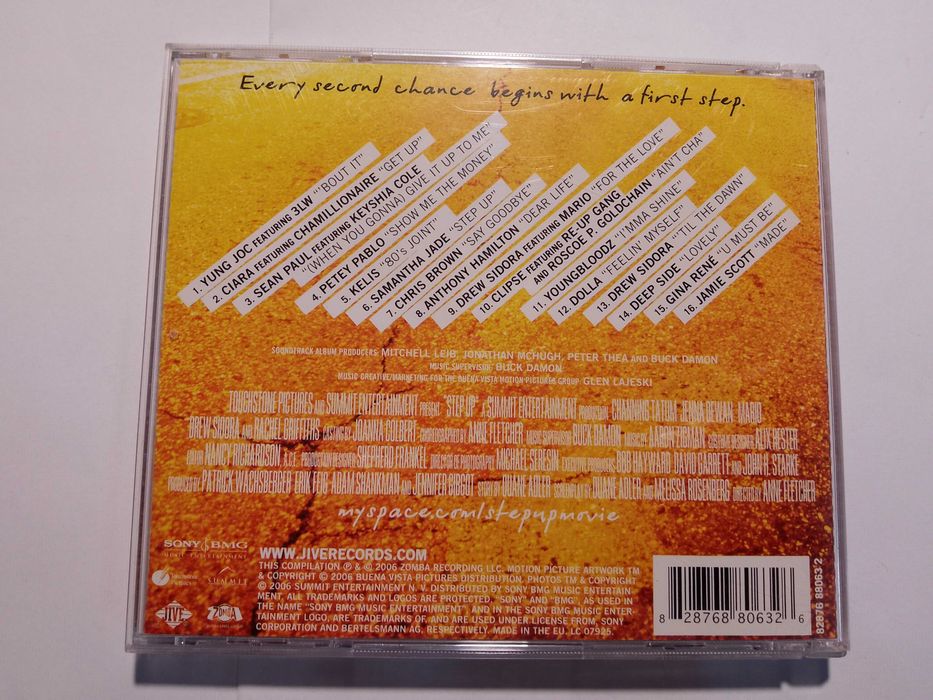 Every second chance begins with a first step.
1. YUNG JOC FEATURING 3LW "'BOUT IT"
2. CIARA FEATURING CHAMILLIONAIRE "GET UP"
3. SEAN PAUL FEATURING KEYSHIA COLE
"(WHEN YOU GONNA) GIVE IT UP TO ME"
4. PETEY PABLO "SHOW ME THE MONEY"
5. KELIS "80'S JOINT"
6. SAMANTHA JADE "STEP UP"
7. CHRIS BROWN "SAY GOODBYE"
8. ANTHONY HAMILTON "DEAR LIFE"
9. DREW SIDORA FEATURING MARIO "FOR THE LOVE"
10. CLIPSE FEATURING RE-UP GANG
AND ROSCOE P. GOLDCHAIN "AIN'T CHA"
11. YOUNGBLOODZ "I'MMA SHINE"
12. DOLLA "FEELIN' MYSELF"
13. DREW SIDORA "'TIL THE DAWN"
14. DEEP SIDE "LOVELY"
15. GINA RENÉ "U MUST BE"
16. JAMIE SCOTT "MADE"
SOUNDTRACK ALBUM PRODUCERS: MITCHELL LEIB, JONATHAN MCHUGH, PETER THEA AND BUCK DAMON
MUSIC SUPERVISOR: BUCK DAMON
MUSIC CREATIVE/MARKETING FOR THE BUENA VISTA MOTION PICTURES GROUP GLEN LAJESKI
TOUCHSTONE PICTURES AND SUMMIT ENTERTAINMENT PRESENT "STEP UP" A SUMMIT ENTERTAINMENT PRODUCTION CHANNING TATUM JENNA DEWAN MARIO
DREW SIDORA AND RACHEL GRIFFITHS CASTING BY JOANNA COLBERT CHOREOGRAPHED BY ANNE FLETCHER MUSIC SUPERVISOR BUCK DAMON MUSIC BY AARON ZIGMAN COSTUME DESIGNER ALIX HESTER
EDITOR NANCY RICHARDSON, A.C.E. PRODUCTION DESIGNER SHEPHERD FRANKEL DIRECTOR OF PHOTOGRAPHY MICHAEL SERESIN EXECUTIVE PRODUCERS BOB HAYWARD DAVID GARRETT AND JOHN H. STARKE
PRODUCED BY PATRICK WACHSBERGER ERIK FEIG ADAM SHANKMAN AND JENNIFER GIBGOT STORY BY DUANE ADLER SCREENPLAY BY DUANE ADLER AND MELISSA ROSENBERG DIRECTED BY ANNE FLETCHER
myspace.com/stepupmovie
SONY BMG
MUSIC ENTERTAINMENT
SUMMIT
JIVE
ZOMBA
WWW.JIVERECORDS.COM
THIS COMPILATION ℗ & © 2006 ZOMBA RECORDING LLC. MOTION PICTURE ARTWORK TM
& COPYRIGHT © 2006 BUENA VISTA PICTURES DISTRIBUTION. PHOTOS TM & COPYRIGHT
© 2006 SUMMIT ENTERTAINMENT N. V. DISTRIBUTED BY SONY BMG MUSIC ENTERTAIN-
MENT. ALL TRADEMARKS AND LOGOS ARE PROTECTED. "SONY" AND "BMG", AS USED IN
THE NAME "SONY BMG MUSIC ENTERTAINMENT", AND IN THE SONY BMG MUSIC ENTER-
TAINMENT LOGO, ARE TRADEMARKS OF, AND ARE USED UNDER LICENSE FROM, SONY
CORPORATION AND BERTELSMANN AG, RESPECTIVELY. MADE IN THE EU. LC 07925.
8 28768 80632 6
82876 88063 2